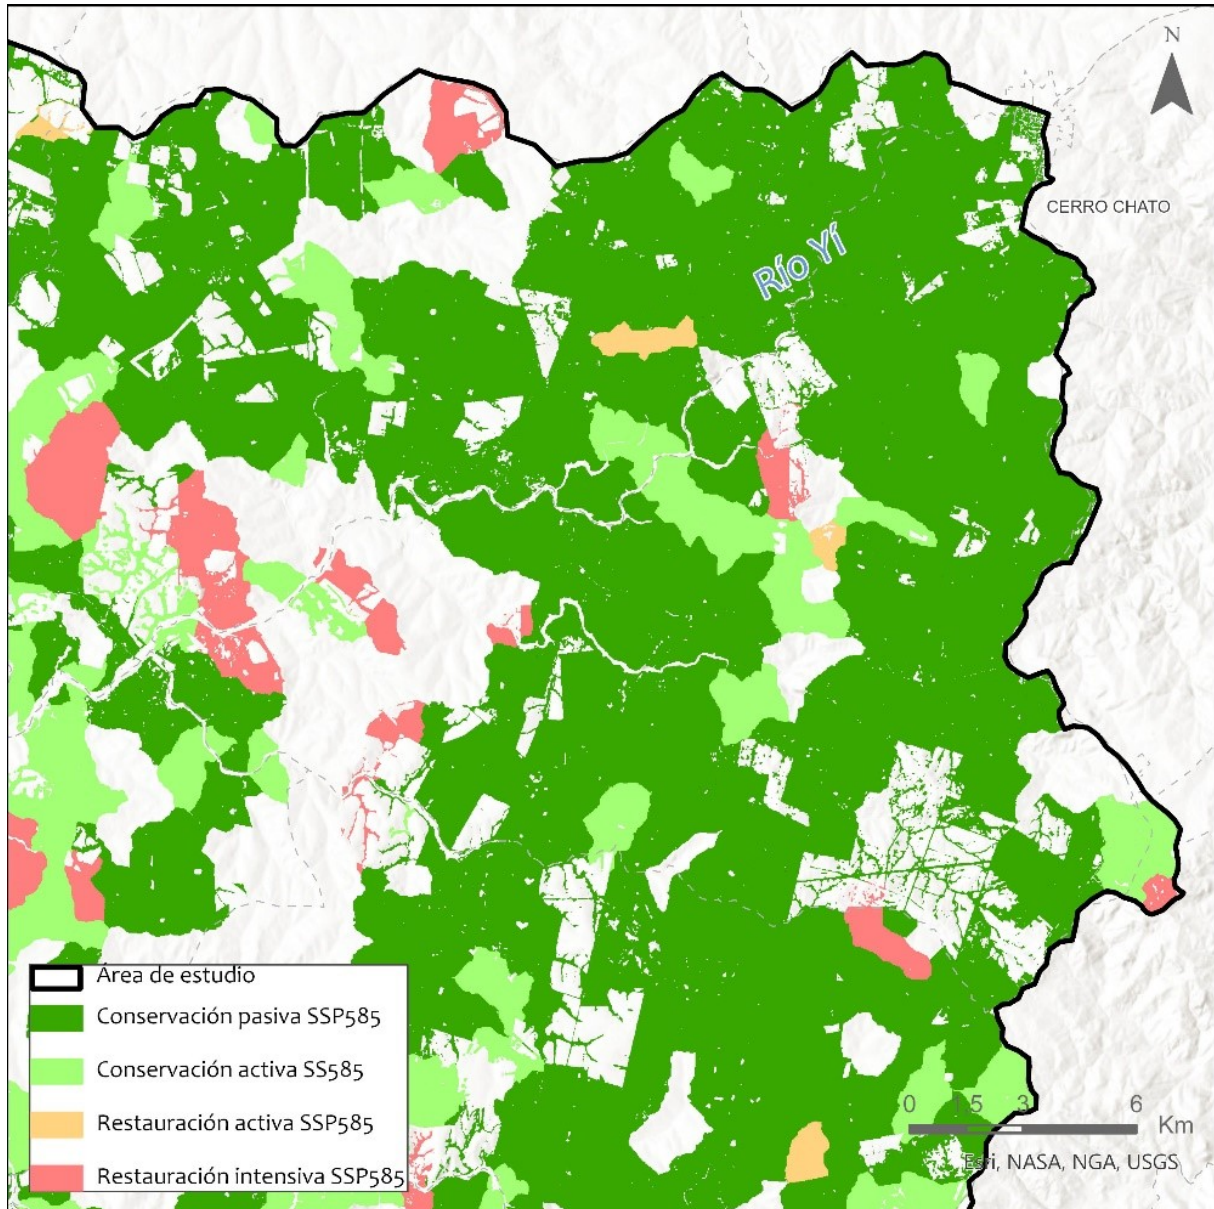 N
CERRO CHATO
Río Yí
Área de estudio
Conservación pasiva SSP585
Conservación activa SS585
Restauración activa SSP585
Restauración intensiva SSP585
0 1.5 3 6
Km
Esri, NASA, NGA, USGS